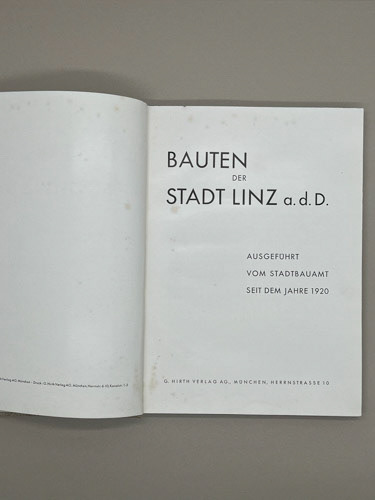 BAUTEN
DER
STADT LINZ a.d.D.
AUSGEFÜHRT
VOM STADTBAUAMT
SEIT DEM JAHRE 1920
G. HIRTH VERLAG AG., MÜNCHEN, HERRNSTRASSE 10